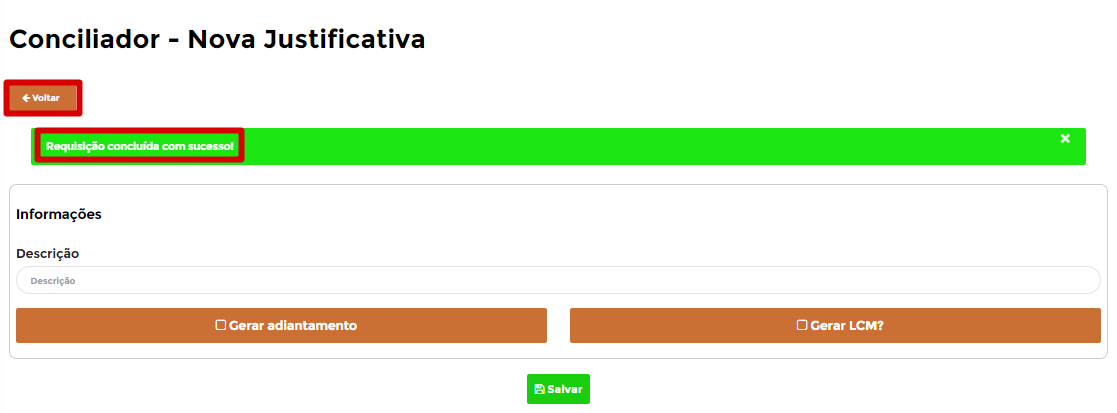 Conciliador - Nova Justificativa
Voltar
Requisição concluída com sucesso!
Informações
Descrição
Descrição
Gerar adiantamento
Gerar LCM?
Salvar